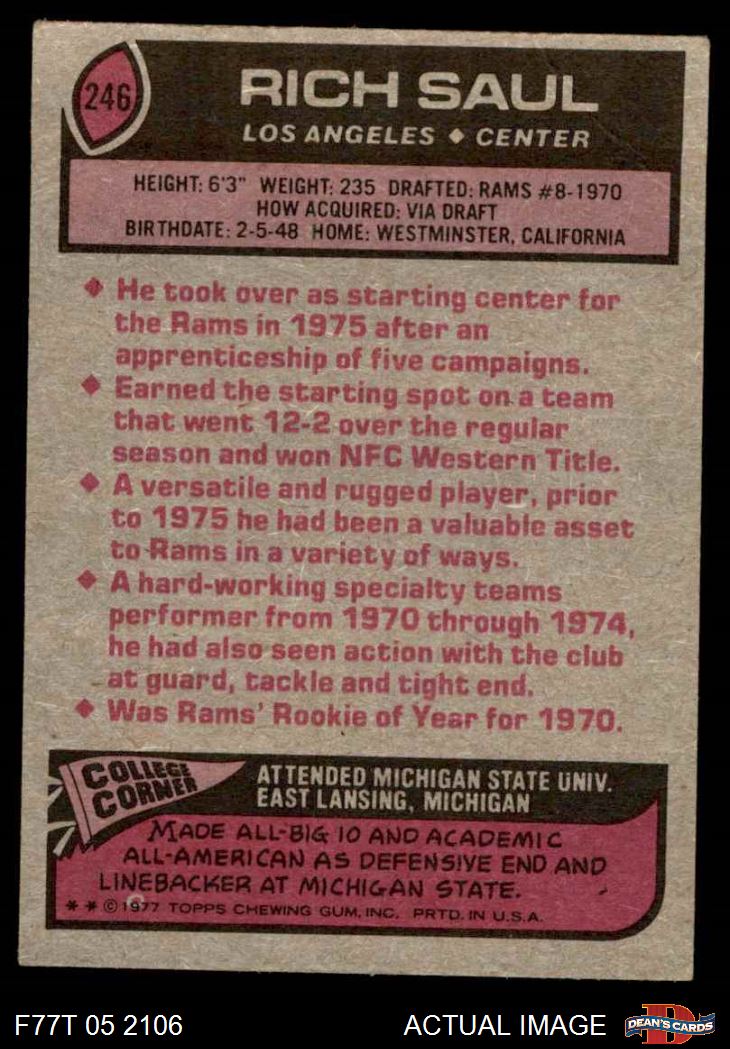 246
RICH SAUL
LOS ANGELES ♦ CENTER
HEIGHT: 6'3" WEIGHT: 235 DRAFTED: RAMS #8-1970
HOW ACQUIRED: VIA DRAFT
BIRTHDATE: 2-5-48 HOME: WESTMINSTER, CALIFORNIA
♦ He took over as starting center for
the Rams in 1975 after an
apprenticeship of five campaigns.
♦ Earned the starting spot on a team
that went 12-2 over the regular
season and won NFC Western Title.
♦ A versatile and rugged player, prior
to 1975 he had been a valuable asset
to Rams in a variety of ways.
♦ A hard-working specialty teams
performer from 1970 through 1974,
he had also seen action with the club
at guard, tackle and tight end.
♦ Was Rams' Rookie of Year for 1970.
COLLEGE
CORNER
ATTENDED MICHIGAN STATE UNIV.
EAST LANSING, MICHIGAN
MADE ALL-BIG 10 AND ACADEMIC
ALL-AMERICAN AS DEFENSIVE END AND
LINEBACKER AT MICHIGAN STATE.
* * © 1977 TOPPS CHEWING GUM, INC. PRTD. IN U.S.A.
F77T 05 2106 ACTUAL IMAGE
D
DEAN'S CARDS